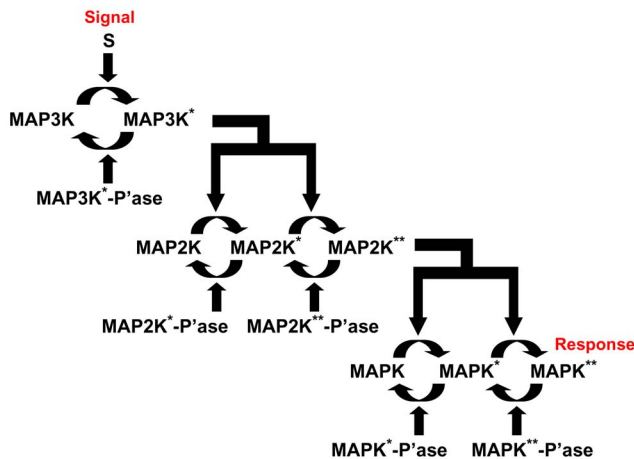 Signal
S
MAP3K MAP3K*
MAP3K*-P'ase
MAP2K MAP2K* MAP2K**
MAP2K*-P'ase MAP2K**-P'ase
Response
MAPK MAPK* MAPK**
MAPK*-P'ase MAPK**-P'ase